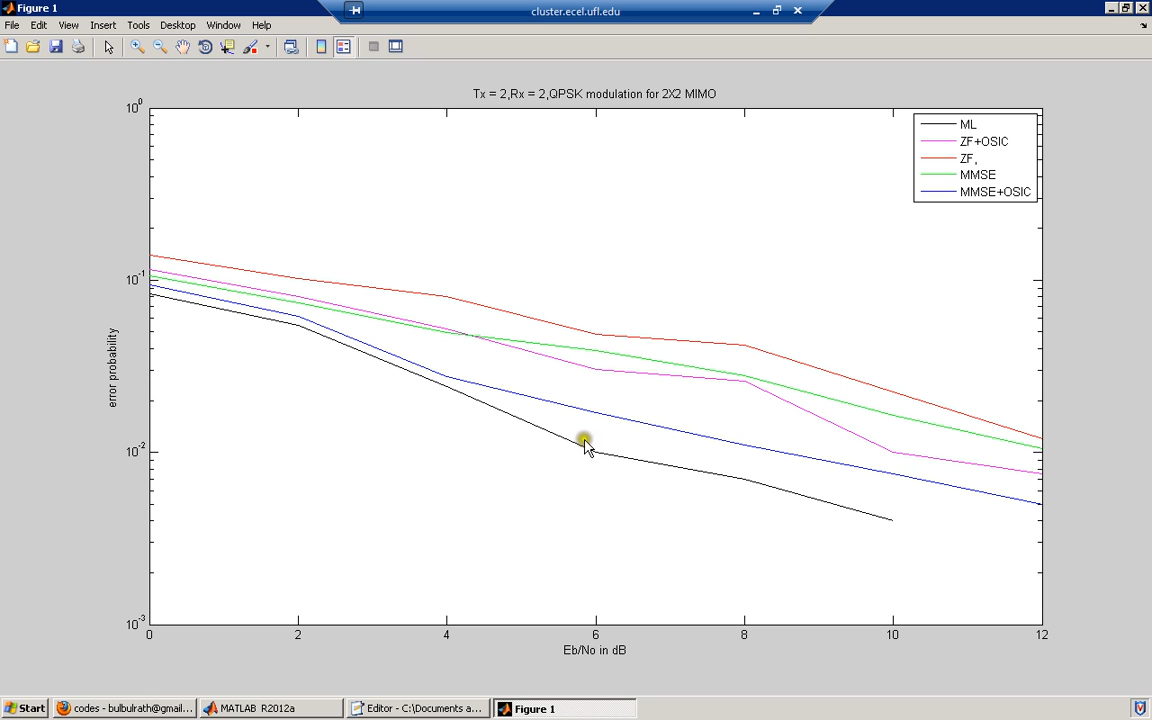 Figure 1
cluster.ecel.ufl.edu
File Edit View Insert Tools Desktop Window Help
Tx = 2,Rx = 2,QPSK modulation for 2X2 MIMO
10^0
10^-1
10^-2
10^-3
error probability
ML
ZF+OSIC
ZF,
MMSE
MMSE+OSIC
0 2 4 6 8 10 12
Eb/No in dB
Start codes - bulbulrath@gmail... MATLAB R2012a Editor - C:\Documents a... Figure 1